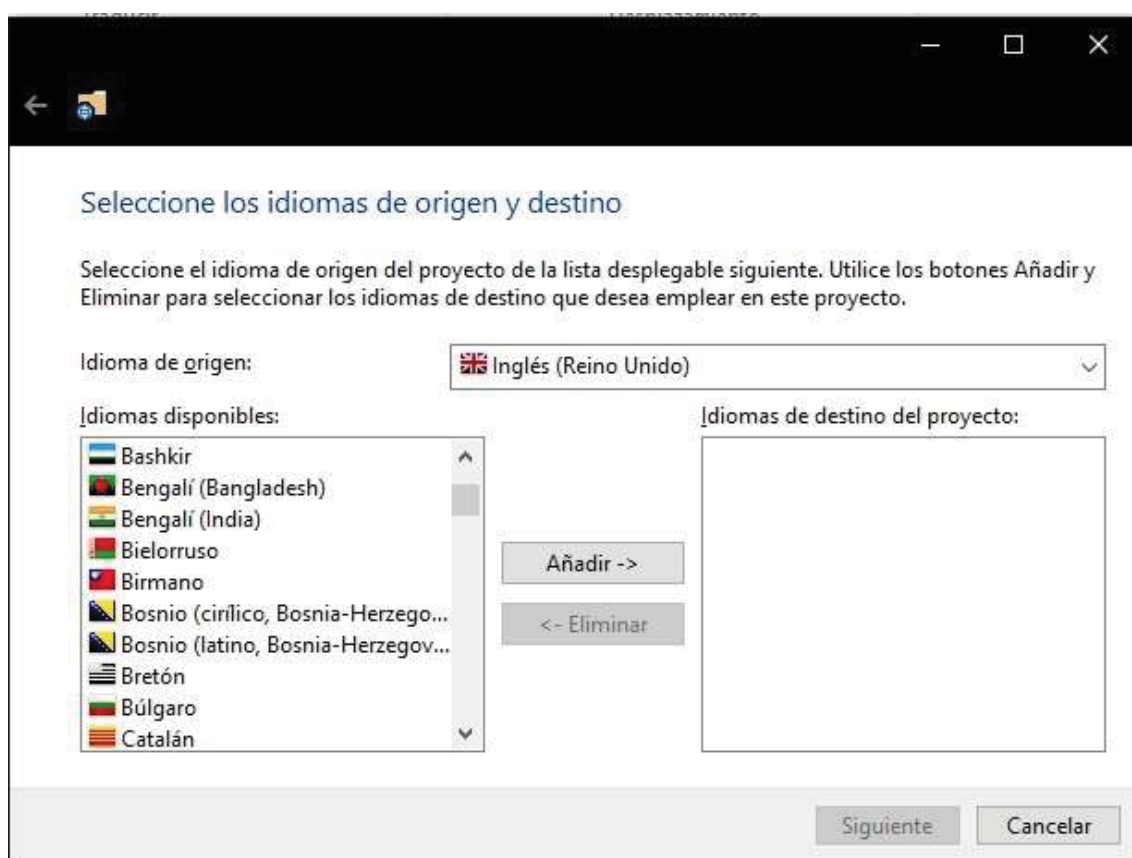 Seleccione los idiomas de origen y destino
Seleccione el idioma de origen del proyecto de la lista desplegable siguiente. Utilice los botones Añadir y
Eliminar para seleccionar los idiomas de destino que desea emplear en este proyecto.
Idioma de origen:
Inglés (Reino Unido)
Idiomas disponibles:
Idiomas de destino del proyecto:
Bashkir
Bengalí (Bangladesh)
Bengalí (India)
Bielorruso
Birmano
Bosnio (cirílico, Bosnia-Herzego...
Bosnio (latino, Bosnia-Herzegov...
Bretón
Búlgaro
Catalán
Añadir ->
<- Eliminar
Siguiente
Cancelar